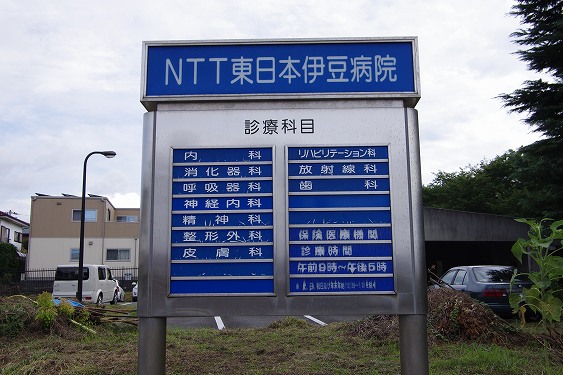 NTT東日本伊豆病院
診療科目
内科
消化器科
呼吸器科
神経内科
精神科
整形外科
皮膚科
リハビリテーション科
放射線科
歯科
保険医療機関
診療時間
午前9時~午後5時